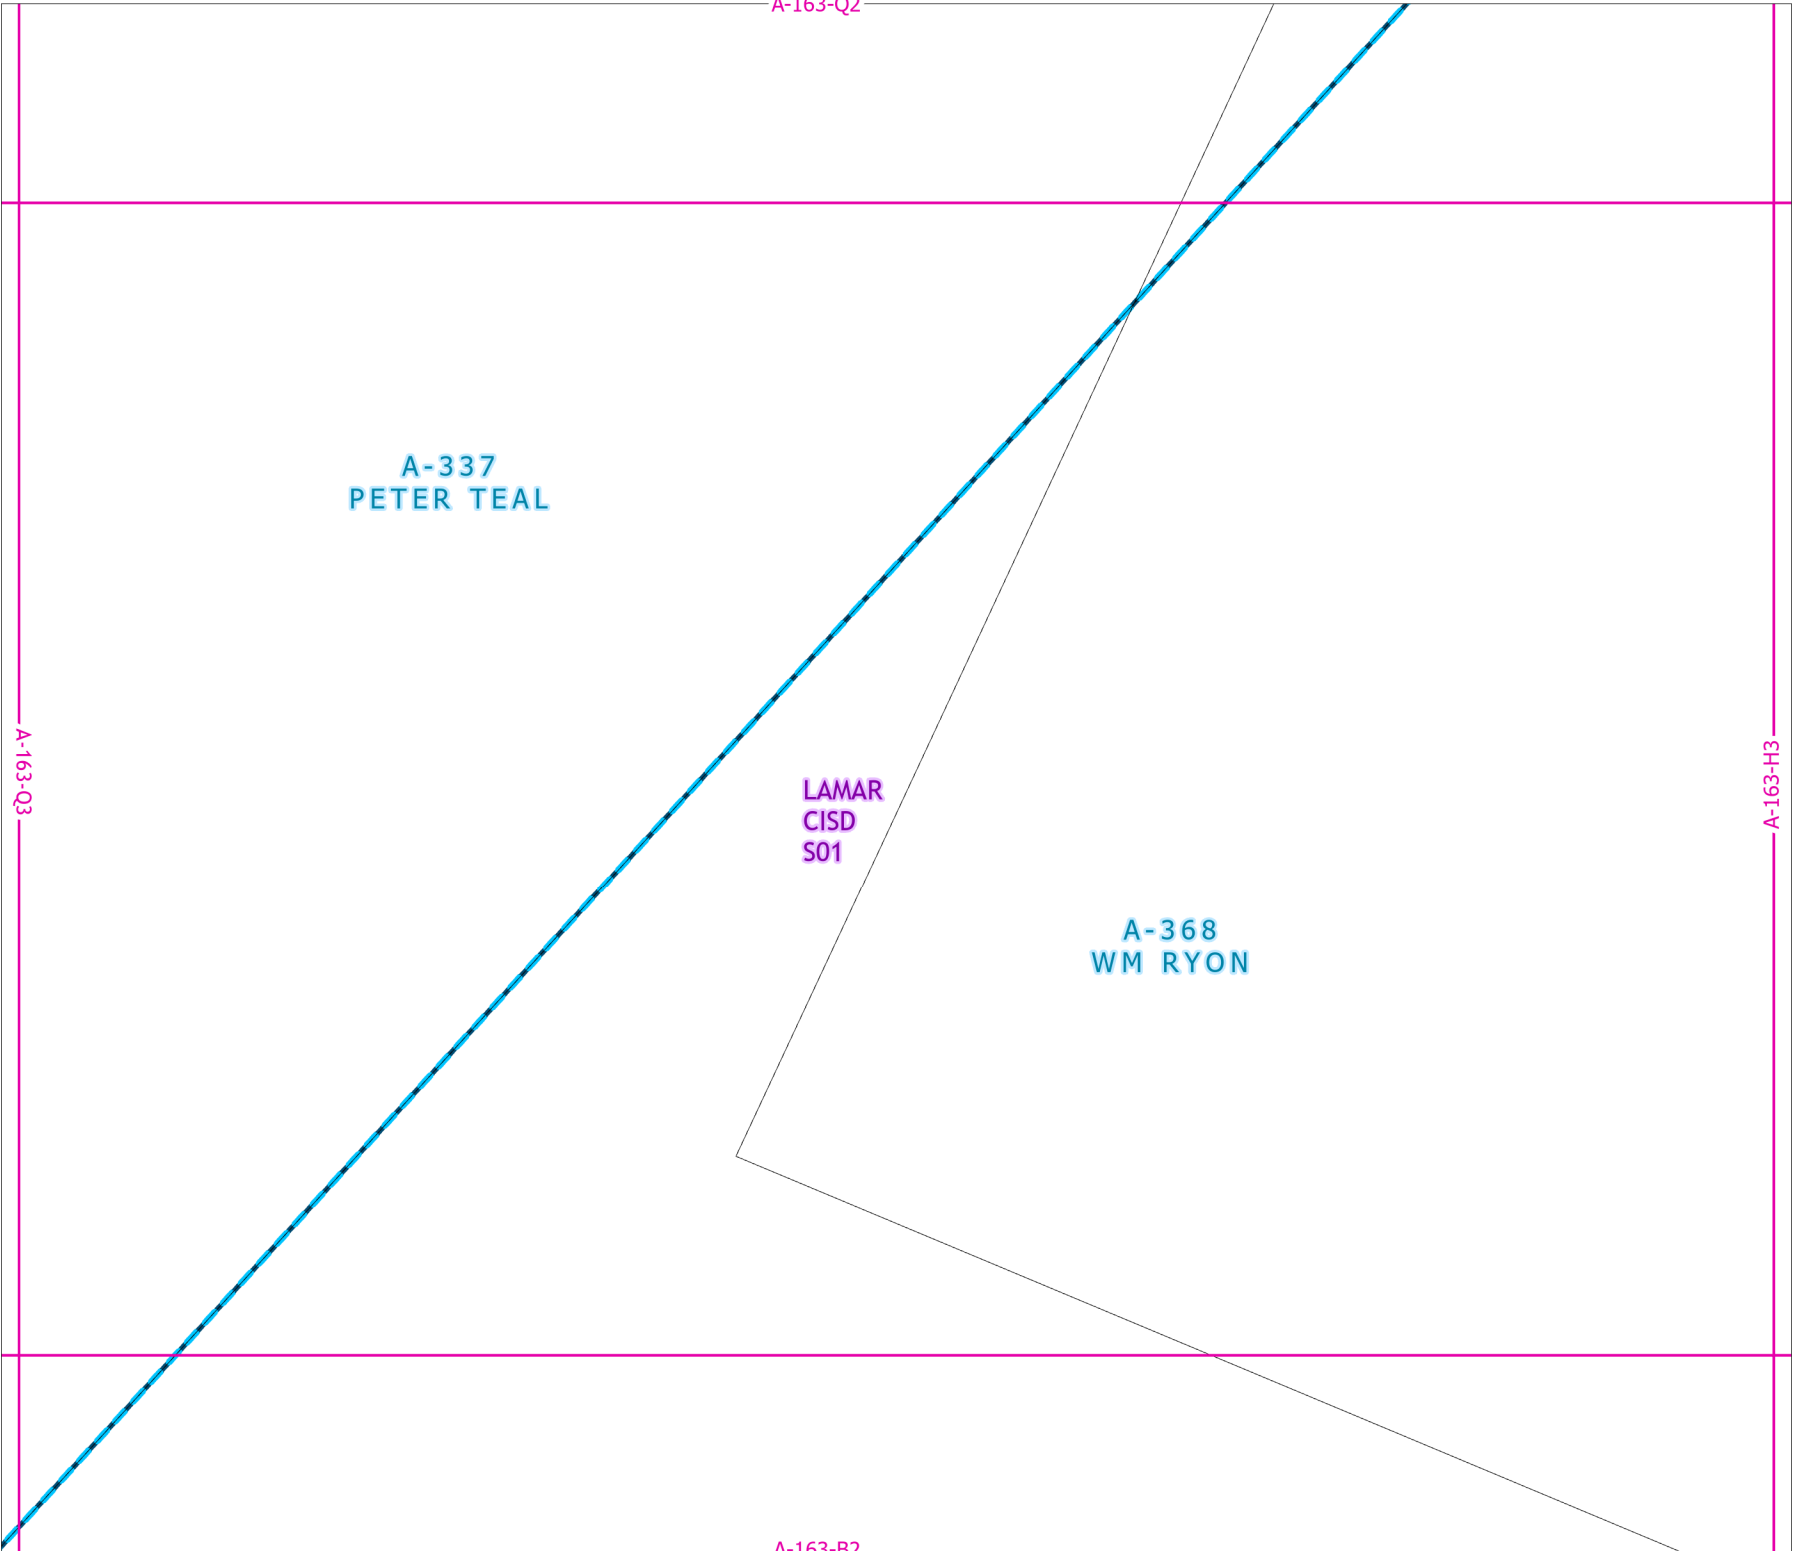 A-163-Q2
A-337
PETER TEAL
A-163-Q3
A-163-H3
LAMAR
CISD
S01
A-368
WM RYON
A-163-B2